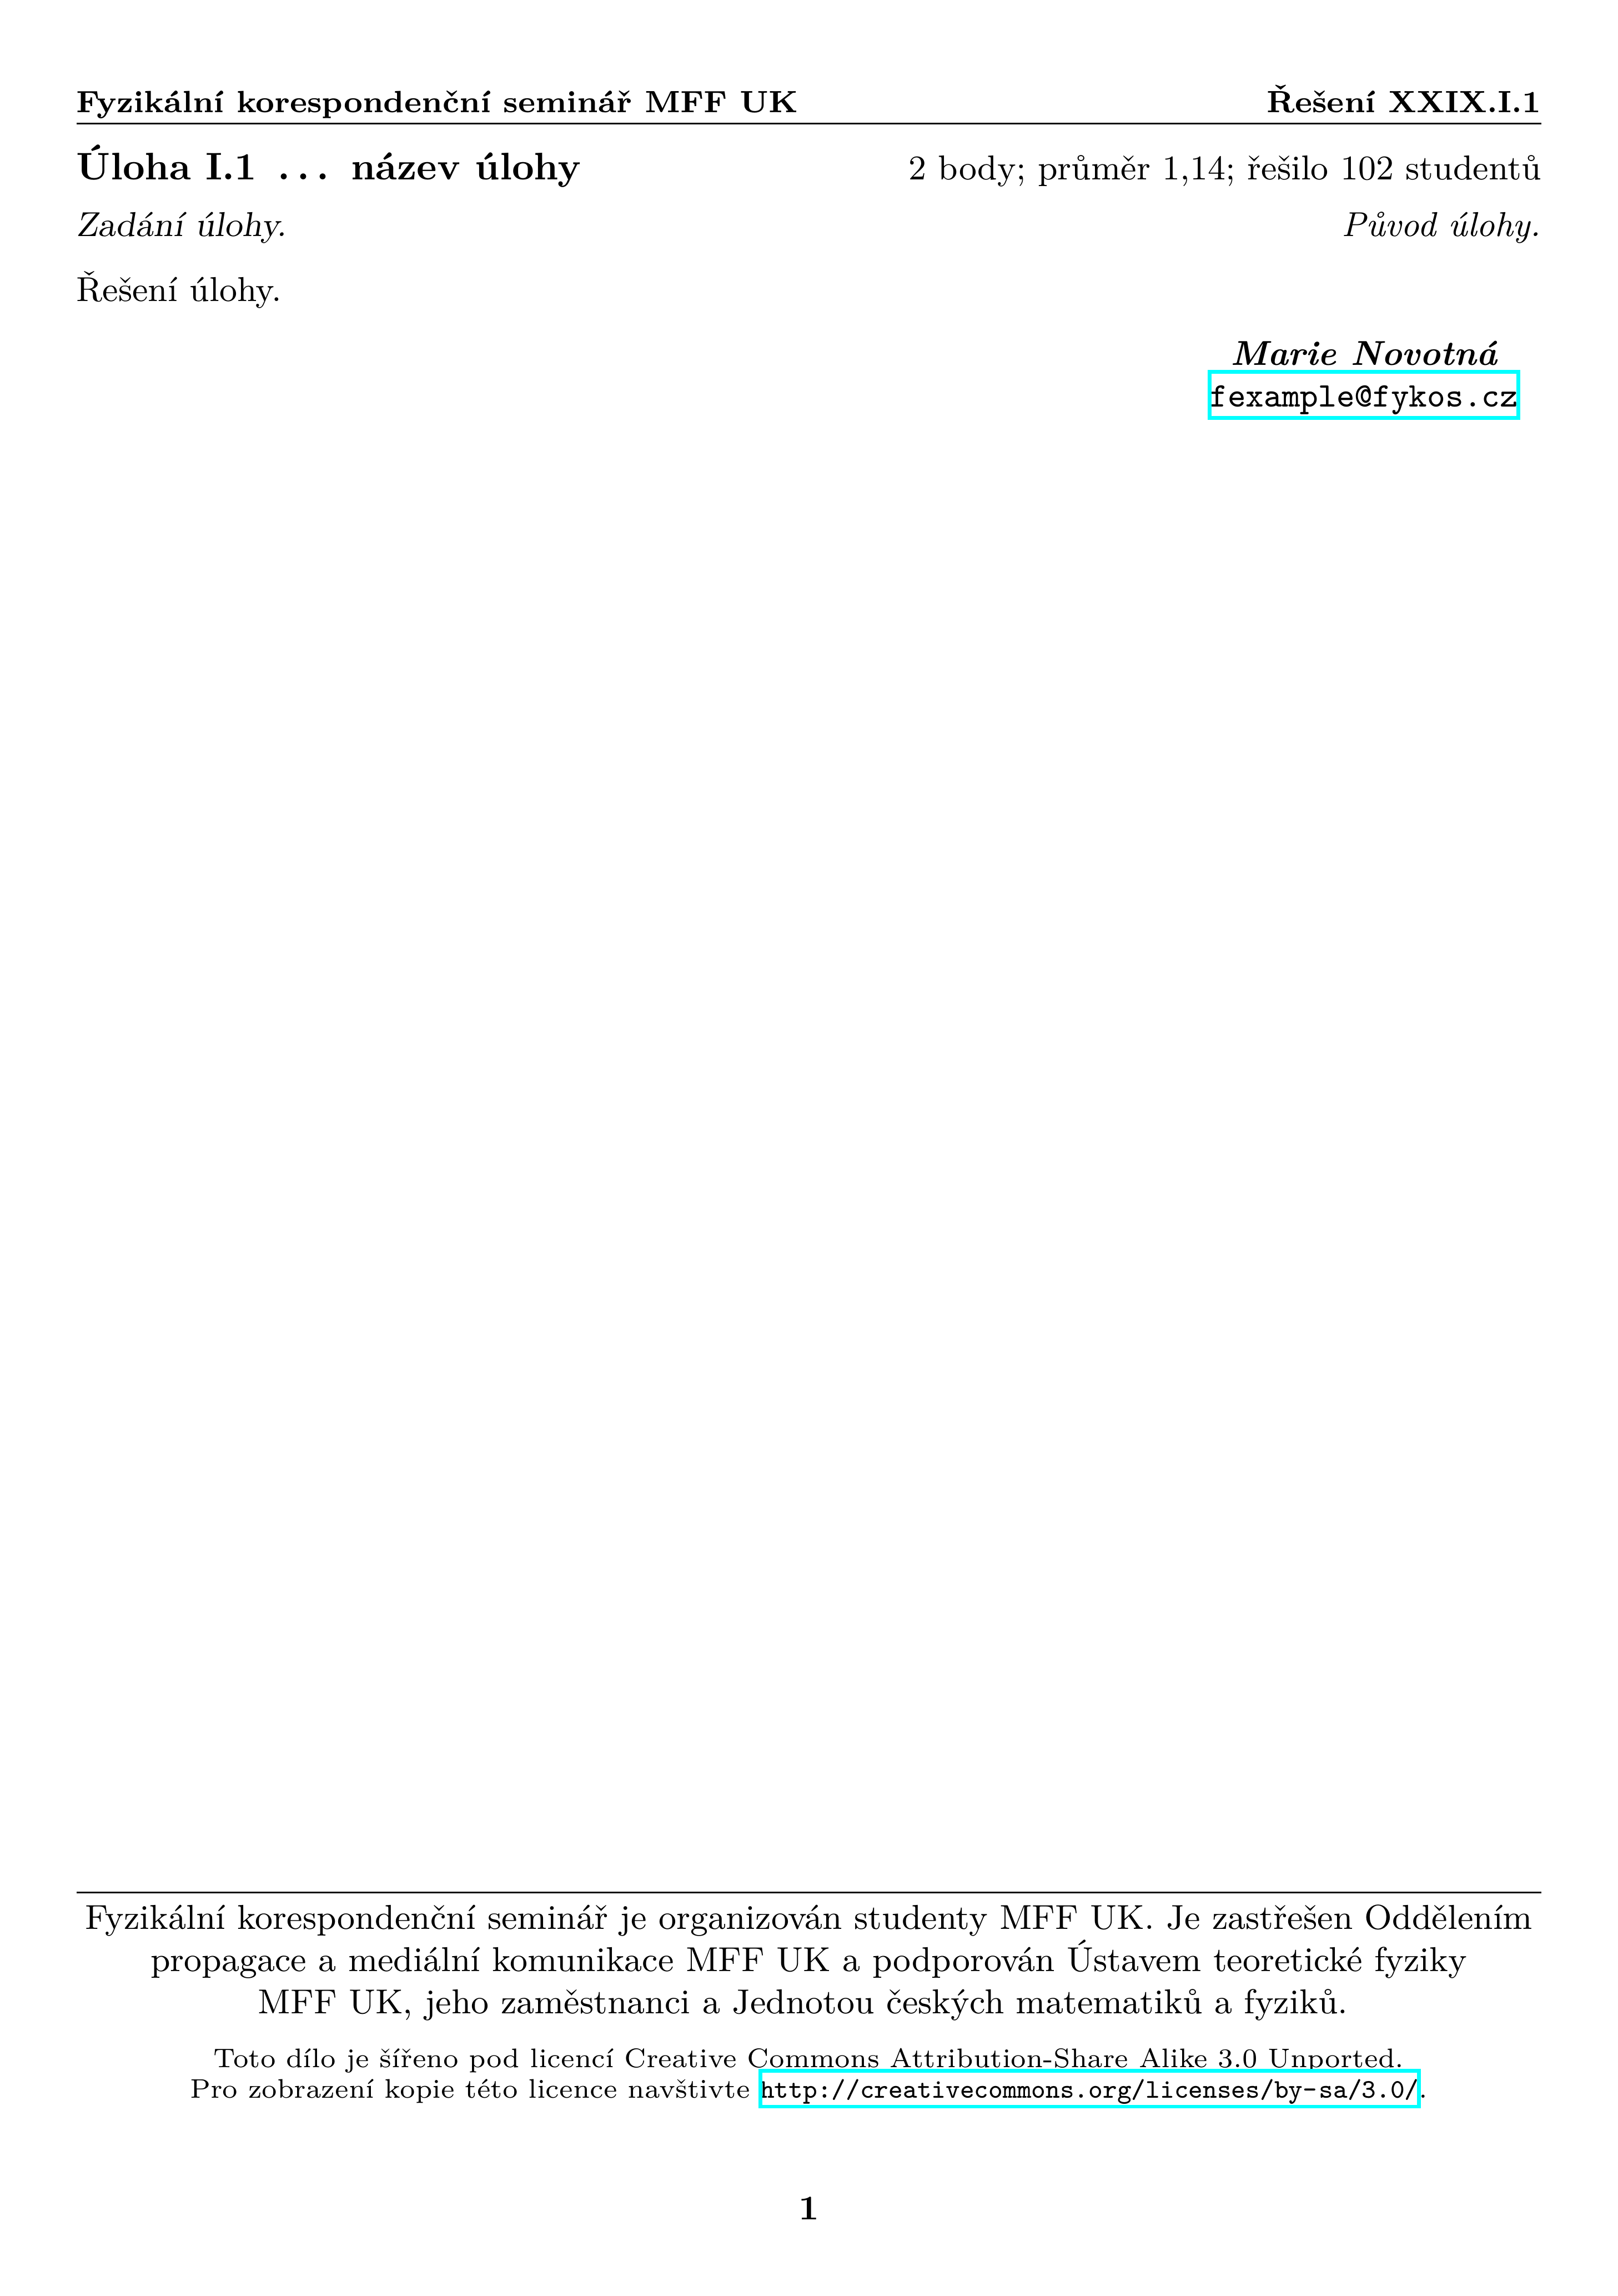 Fyzikální korespondenční seminář MFF UK Řešení XXIX.I.1
Úloha I.1 ... název úlohy 2 body; průměr 1,14; řešilo 102 studentů
Zadání úlohy. Původ úlohy.
Řešení úlohy.
Marie Novotná
fexample@fykos.cz
Fyzikální korespondenční seminář je organizován studenty MFF UK. Je zastřešen Oddělením
propagace a mediální komunikace MFF UK a podporován Ústavem teoretické fyziky
MFF UK, jeho zaměstnanci a Jednotou českých matematiků a fyziků.
Toto dílo je šířeno pod licencí Creative Commons Attribution-Share Alike 3.0 Unported.
Pro zobrazení kopie této licence navštivte http://creativecommons.org/licenses/by-sa/3.0/.
1